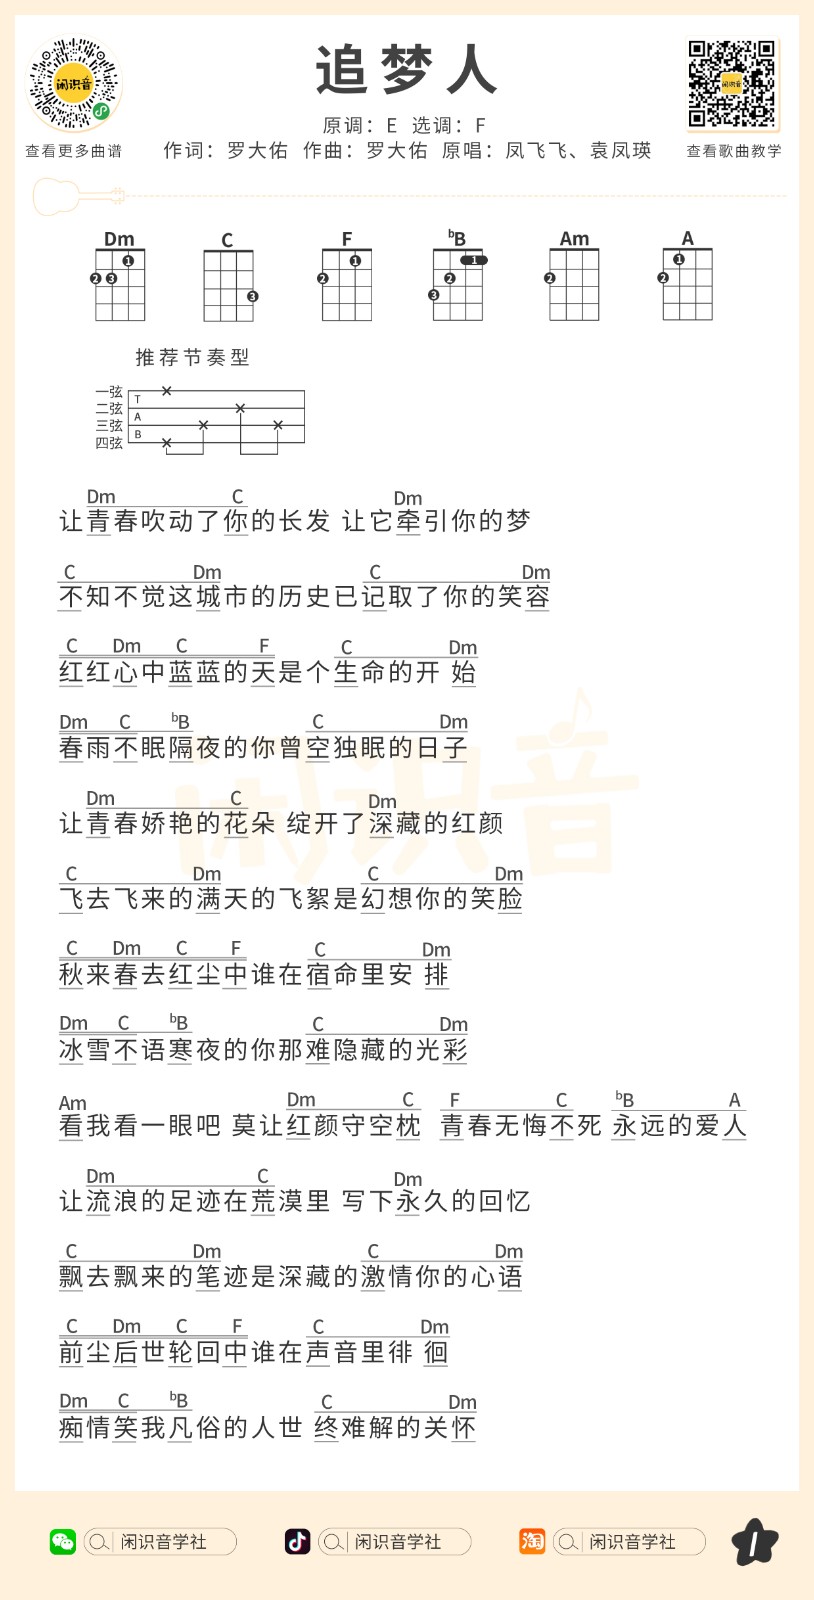 追梦人
闲识音
闲识音
原调：E 选调：F
查看更多曲谱
作词：罗大佑 作曲：罗大佑 原唱：凤飞飞、袁凤瑛
查看歌曲教学
Dm C F bB Am A
1 1 1 1
2 3 2 2 2 2
3 3
推荐节奏型
一弦 T
二弦 A
三弦 B
四弦
Dm C Dm
让青春吹动了你的长发 让它牵引你的梦
C Dm C Dm
不知不觉这城市的历史已记取了你的笑容
C Dm C F C Dm
红红心中蓝蓝的天是个生命的开 始
Dm C bB C Dm
春雨不眠隔夜的你曾空独眠的日子
闲识音
Dm C Dm
让青春娇艳的花朵 绽开了深藏的红颜
C Dm C Dm
飞去飞来的满天的飞絮是幻想你的笑脸
C Dm C F C Dm
秋来春去红尘中谁在宿命里安 排
Dm C bB C Dm
冰雪不语寒夜的你那难隐藏的光彩
Am Dm C F C bB A
看我看一眼吧 莫让红颜守空枕 青春无悔不死 永远的爱人
Dm C Dm
让流浪的足迹在荒漠里 写下永久的回忆
C Dm C Dm
飘去飘来的笔迹是深藏的激情你的心语
C Dm C F C Dm
前尘后世轮回中谁在声音里徘 徊
Dm C bB C Dm
痴情笑我凡俗的人世 终难解的关怀
闲识音学社 闲识音学社 淘 闲识音学社 1